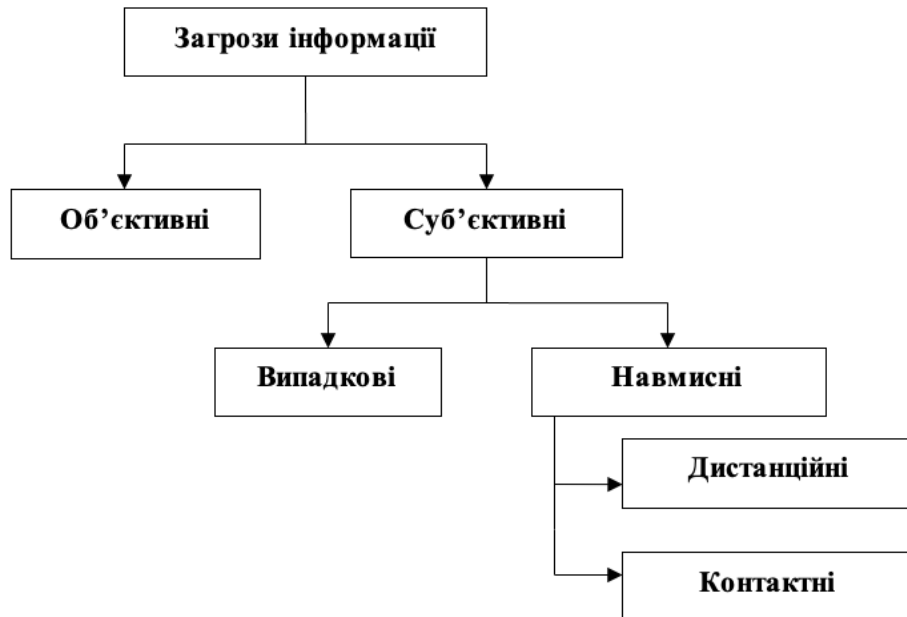 Загрози інформації
Об’єктивні
Суб’єктивні
Випадкові
Навмисні
Дистанційні
Контактні